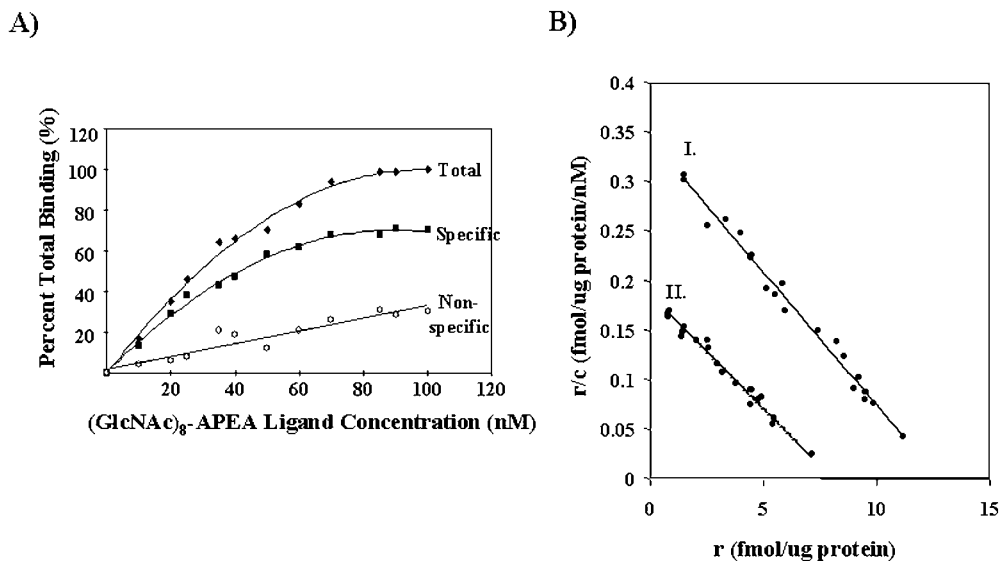 A)
Percent Total Binding (%)
120
100
80
60
40
20
Total
Specific
Non-
specific
0
20
40
60
80
100
120
(GlcNAc)8-APEA Ligand Concentration (nM)
B)
r/c (fmol/ug protein/nM)
0.4
0.35
0.3
0.25
0.2
0.15
0.1
0.05
0
I.
II.
0
5
10
15
r (fmol/ug protein)